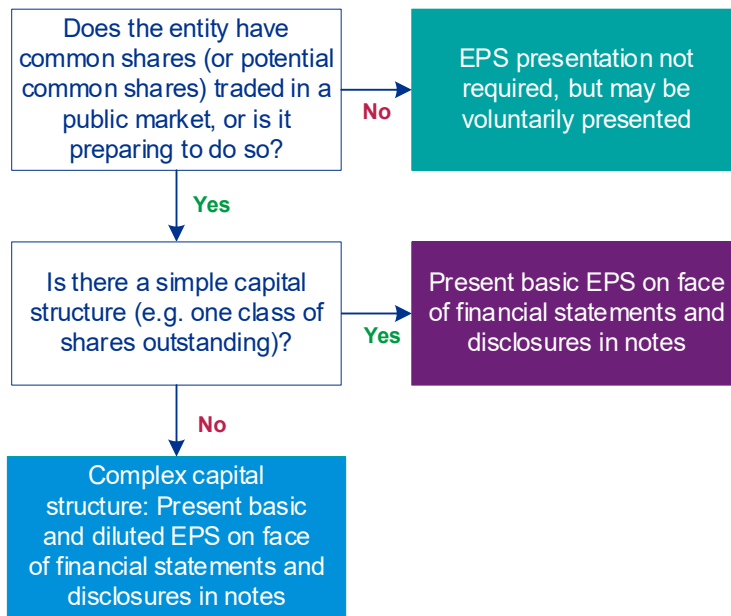 Does the entity have
common shares (or potential
common shares) traded in a
public market, or is it
preparing to do so?
No
EPS presentation not
required, but may be
voluntarily presented
Yes
Is there a simple capital
structure (e.g. one class of
shares outstanding)?
Yes
Present basic EPS on face
of financial statements and
disclosures in notes
No
Complex capital
structure: Present basic
and diluted EPS on face
of financial statements and
disclosures in notes